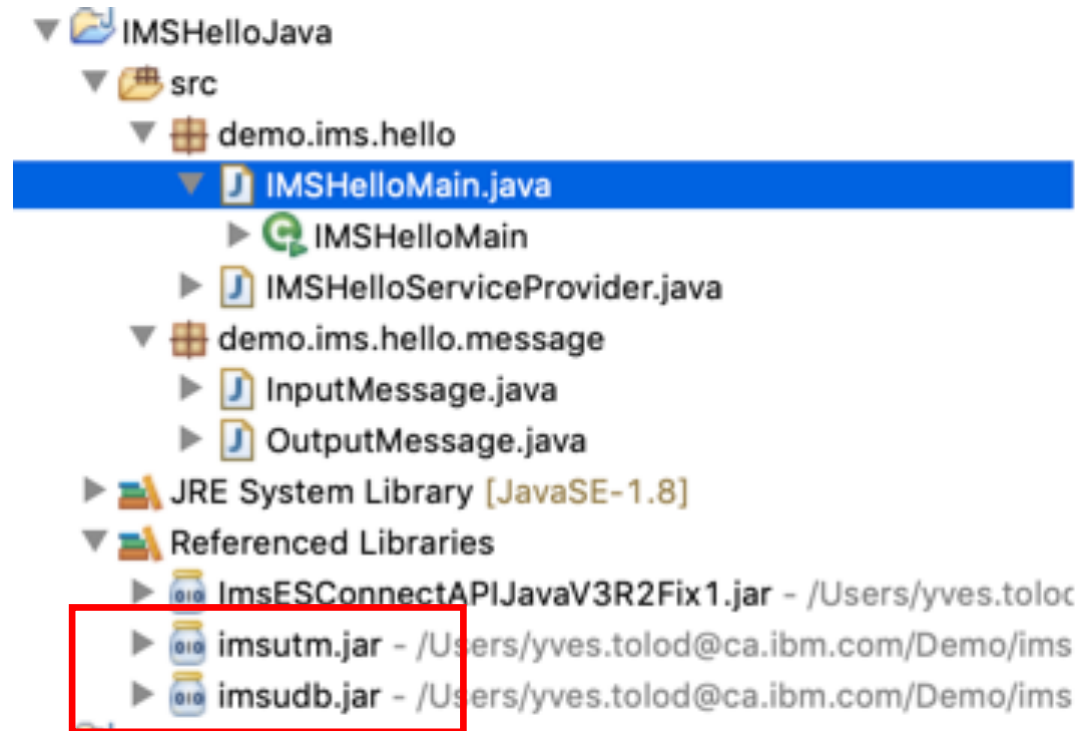 IMSHelloJava
src
demo.ims.hello
IMSHelloMain.java
IMSHelloMain
IMSHelloServiceProvider.java
demo.ims.hello.message
InputMessage.java
OutputMessage.java
JRE System Library [JavaSE-1.8]
Referenced Libraries
ImsESConnectAPIJavaV3R2Fix1.jar - /Users/yves.toloc
imsutm.jar - /Users/yves.tolod@ca.ibm.com/Demo/ims
imsudb.jar - /Users/yves.tolod@ca.ibm.com/Demo/ims